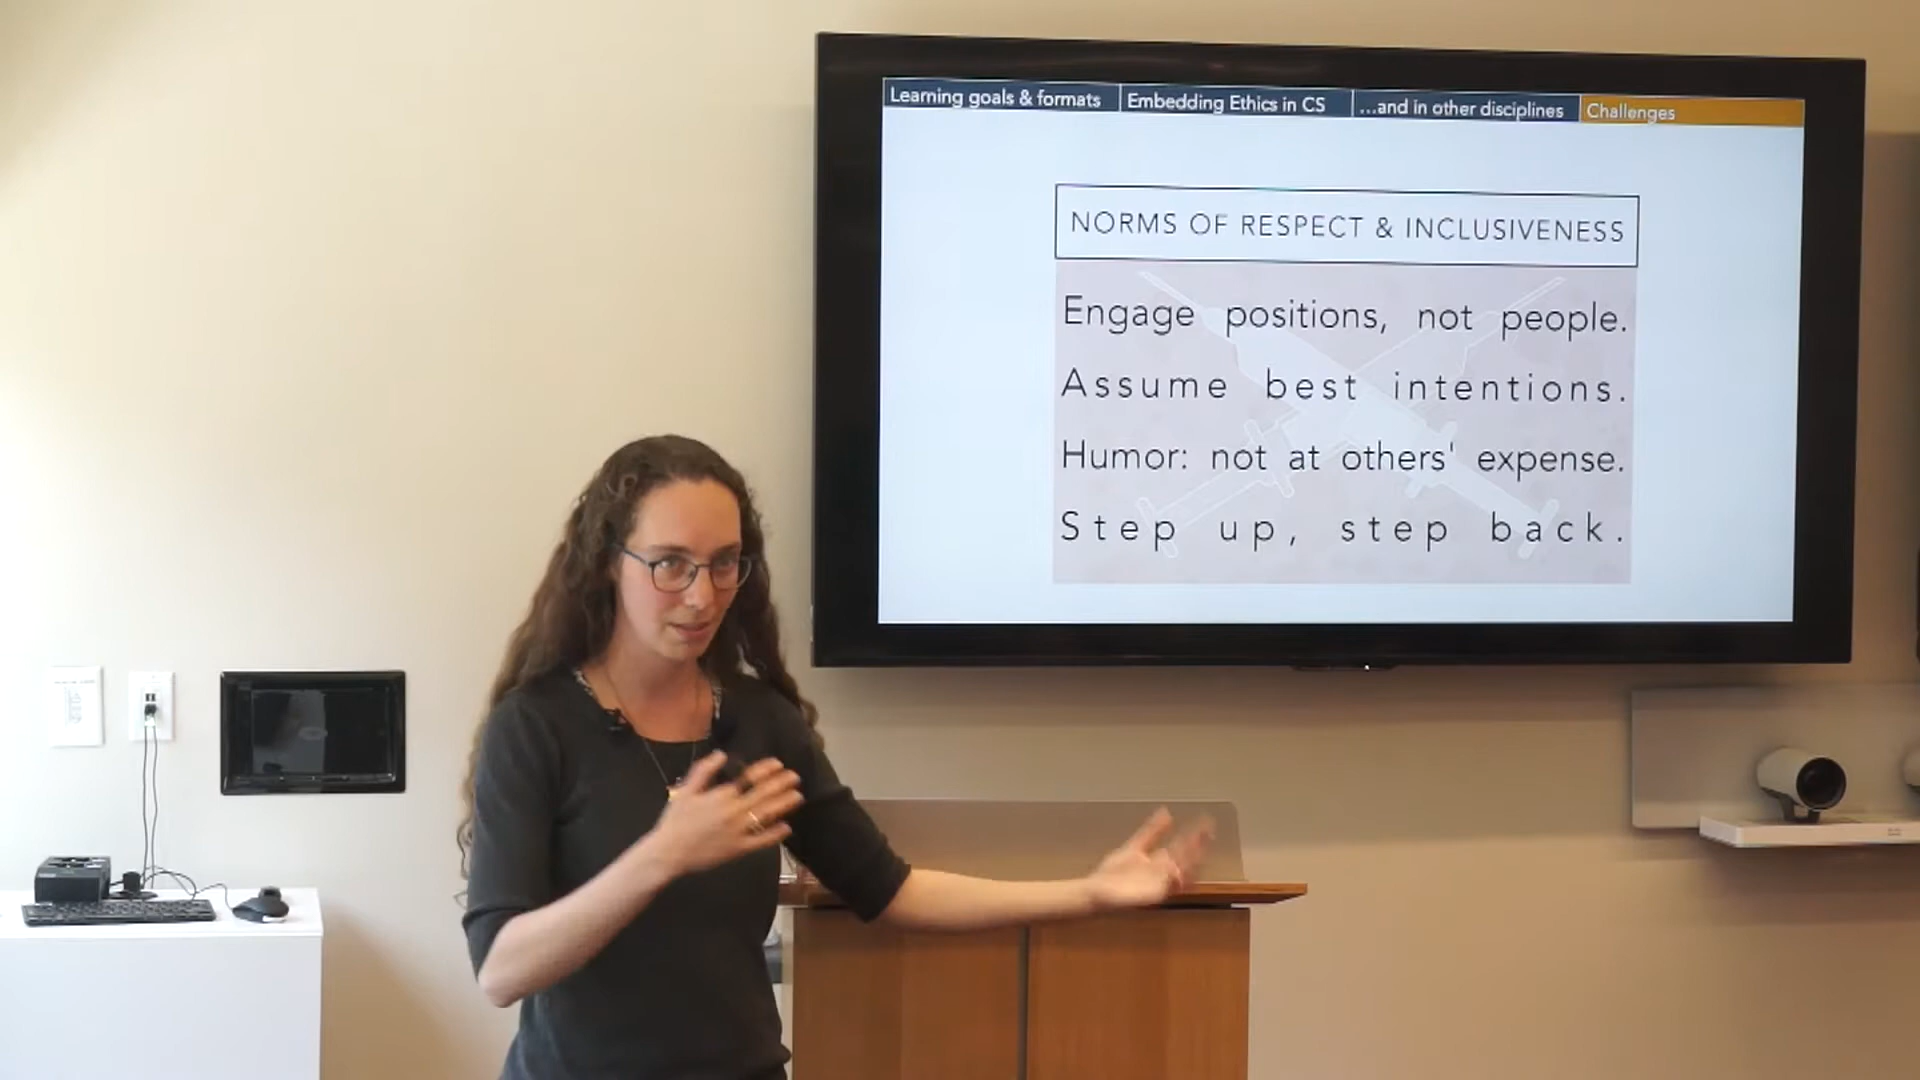 Learning goals & formats
Embedding Ethics in CS
...and in other disciplines
Challenges
NORMS OF RESPECT & INCLUSIVENESS
Engage positions, not people.
Assume best intentions.
Humor: not at others' expense.
Step up, step back.